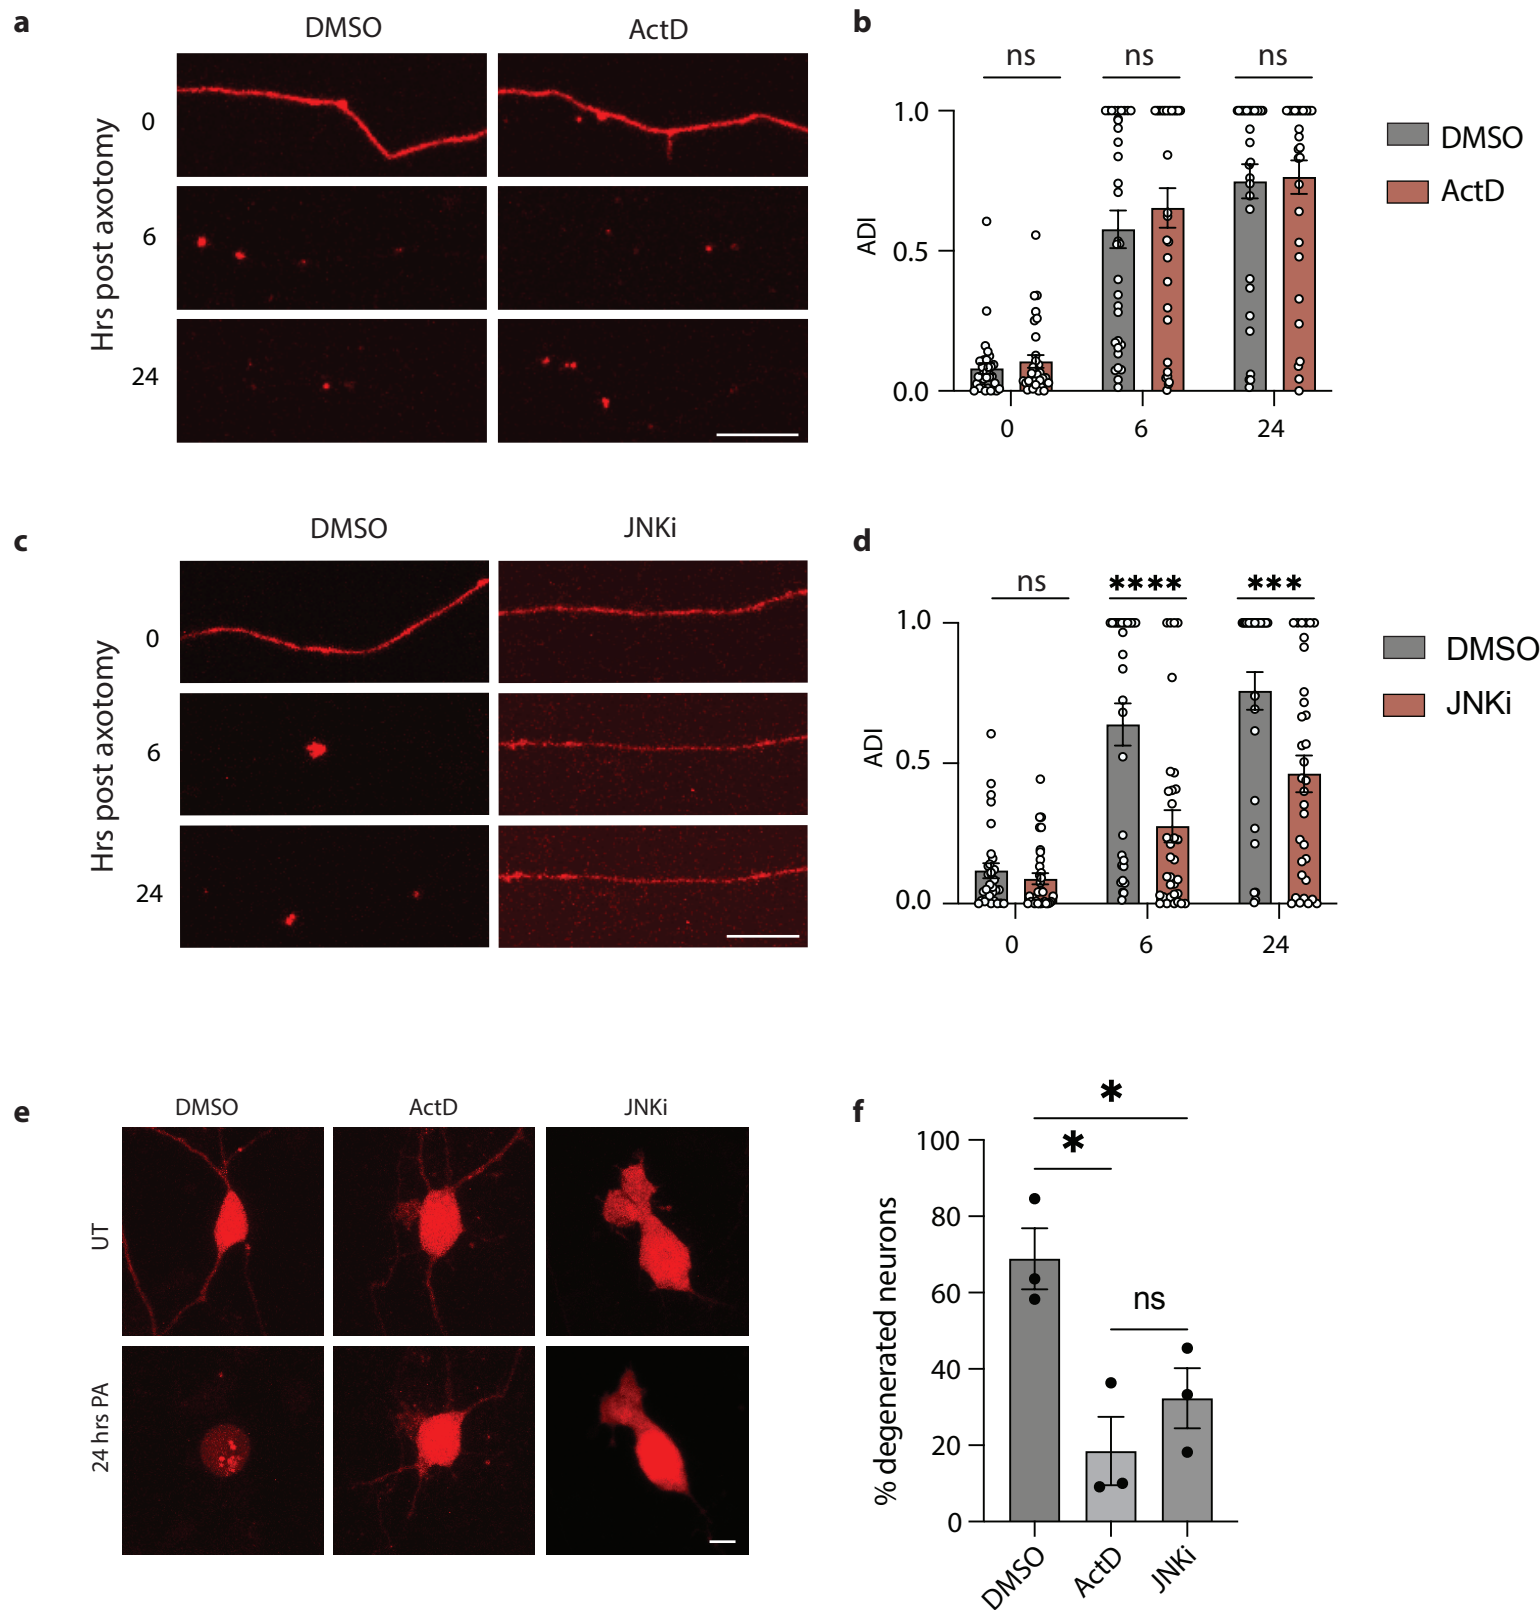 a
DMSO
ActD
Hrs post axotomy
0
6
24
b
ns
ns
ns
ADI
1.0
0.5
0.0
0
6
24
DMSO
ActD
c
DMSO
JNKi
Hrs post axotomy
0
6
24
d
ns
****
***
ADI
1.0
0.5
0.0
0
6
24
DMSO
JNKi
e
DMSO
ActD
JNKi
UT
24 hrs PA
f
*
*
ns
% degenerated neurons
100
80
60
40
20
0
DMSO
ActD
JNKi